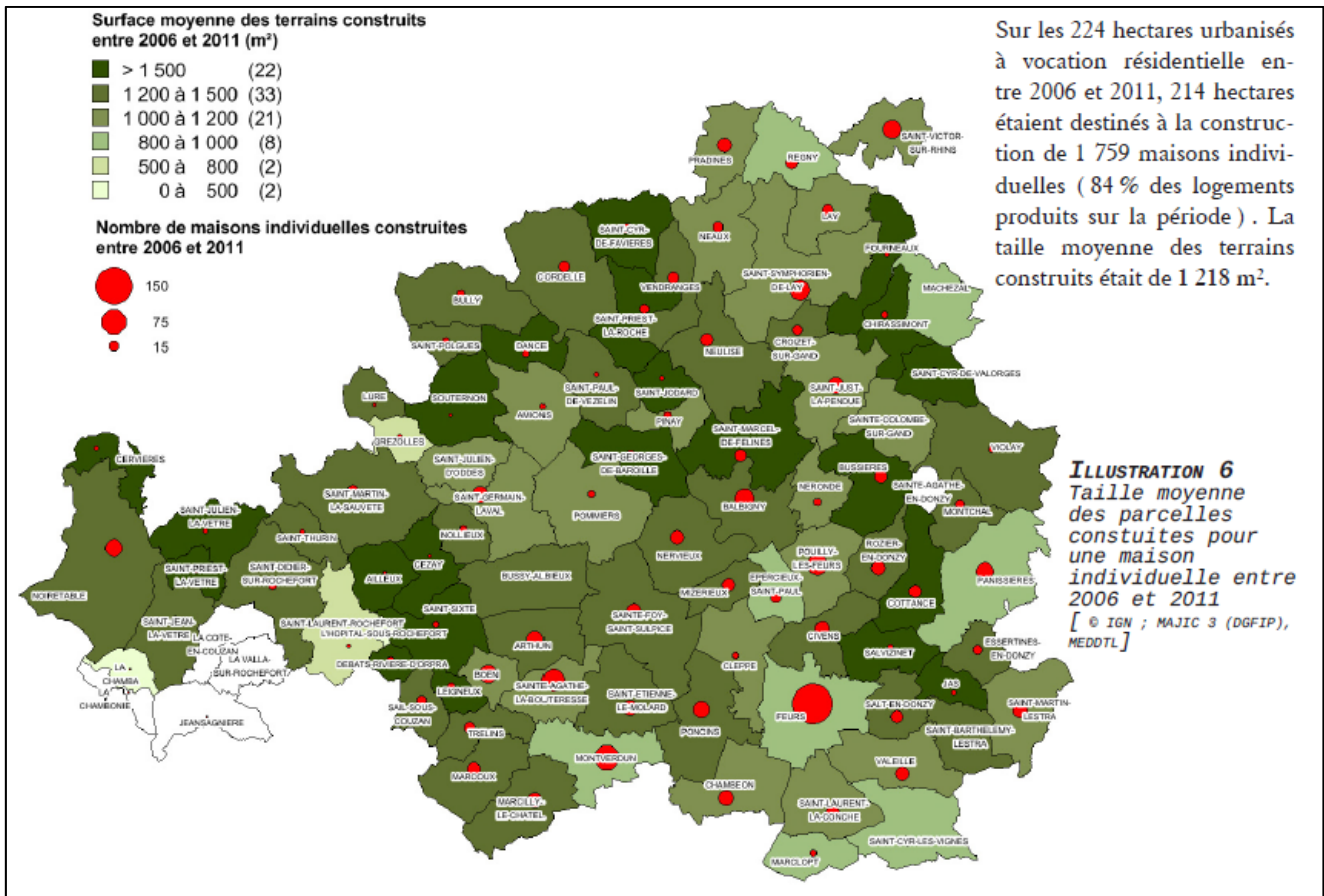 Surface moyenne des terrains construits
entre 2006 et 2011 (m²)
> 1 500 (22)
1 200 à 1 500 (33)
1 000 à 1 200 (21)
800 à 1 000 (8)
500 à 800 (2)
0 à 500 (2)
Nombre de maisons individuelles construites
entre 2006 et 2011
150
75
15
Sur les 224 hectares urbanisés
à vocation résidentielle en-
tre 2006 et 2011, 214 hectares
étaient destinés à la construc-
tion de 1 759 maisons indivi-
duelles ( 84 % des logements
produits sur la période ) . La
taille moyenne des terrains
construits était de 1 218 m².
SAINT-VICTOR-
SUR-RHINS
PRADINES
REGNY
LAY
NEAUX
SAINT-CYR-
DE-FAVIERES
FOURNEAUX
CORDELLE
SAINT-SYMPHORIEN-
DE-LAY
VENDRANGES
MACHEZAL
BULLY
SAINT-PRIEST-
LA-ROCHE
CHIRASSIMONT
SAINT-POLGUES
DANCE
NEULISE
CROIZET-
SUR-GAND
SAINT-CYR-DE-VALORGES
LURE
SOUTERNON
SAINT-PAUL-
DE-VEZELIN
SAINT-JODARD
SAINT-JUST-
LA-PENDUE
AMIONS
PINAY
SAINTE-COLOMBE-
SUR-GAND
GREZOLLES
SAINT-MARCEL-
DE-FELINES
VIOLAY
CERVIERES
SAINT-JULIEN-
D'ODDES
SAINT-GEORGES-
DE-BAROILLE
BUSSIERES
SAINTE-AGATHE-
EN-DONZY
SAINT-MARTIN-
LA-SAUVETE
SAINT-GERMAIN-
LAVAL
POMMIERS
BALBIGNY
NERONDE
MONTCHAL
SAINT-JULIEN-
LA-VETRE
SAINT-THURIN
NOLLIEUX
NERVIEUX
ROZIER-
EN-DONZY
POUILLY-
LES-FEURS
PANISSIERES
SAINT-PRIEST-
LA-VETRE
SAINT-DIDIER-
SUR-ROCHEFORT
CEZAY
AILLEUX
BUSSY-ALBIEUX
MIZERIEUX
EPERCIEUX-
SAINT-PAUL
COTTANCE
NOIRETABLE
SAINT-JEAN-
LA-VETRE
SAINT-LAURENT-ROCHEFORT
L'HOPITAL-SOUS-ROCHEFORT
SAINT-SIXTE
SAINTE-FOY-
SAINT-SULPICE
CIVENS
ESSERTINES-
EN-DONZY
LA COTE-
EN-COUZAN
ARTHUN
SALVIZINET
LA VALLA-
SUR-ROCHEFORT
DEBATS-RIVIERE-D'ORPRA
CLEPPE
LA
CHAMBA
LA
CHAMBONIE
BOEN
LEIGNEUX
SAINTE-AGATHE-
LA-BOUTERESSE
SAINT-ETIENNE-
LE-MOLARD
JAS
JEANSAGNIERE
SAIL-SOUS-
COUZAN
PONCINS
FEURS
SALT-EN-DONZY
SAINT-MARTIN-
LESTRA
TRELINS
SAINT-BARTHELEMY-
LESTRA
MONTVERDUN
VALEILLE
MARCOUX
CHAMBEON
MARCILLY-
LE-CHATEL
SAINT-LAURENT-
LA-CONCHE
SAINT-CYR-LES-VIGNES
MARCLOPT
ILLUSTRATION 6
Taille moyenne
des parcelles
constuites pour
une maison
individuelle entre
2006 et 2011
[ © IGN ; MAJIC 3 (DGFIP),
MEDDTL]